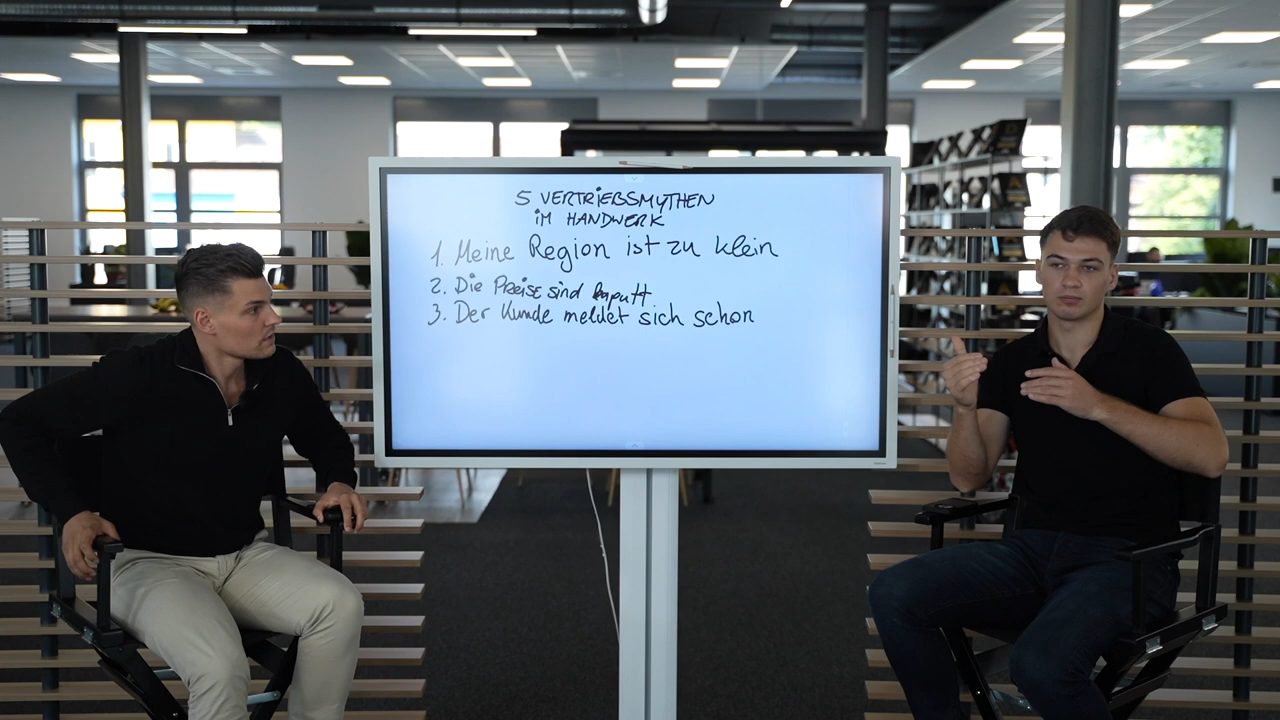 5 VERTRIEBSMYTHEN
IM HANDWERK
1. Meine Region ist zu klein
2. Die Preise sind kaputt
3. Der Kunde meldet sich schon